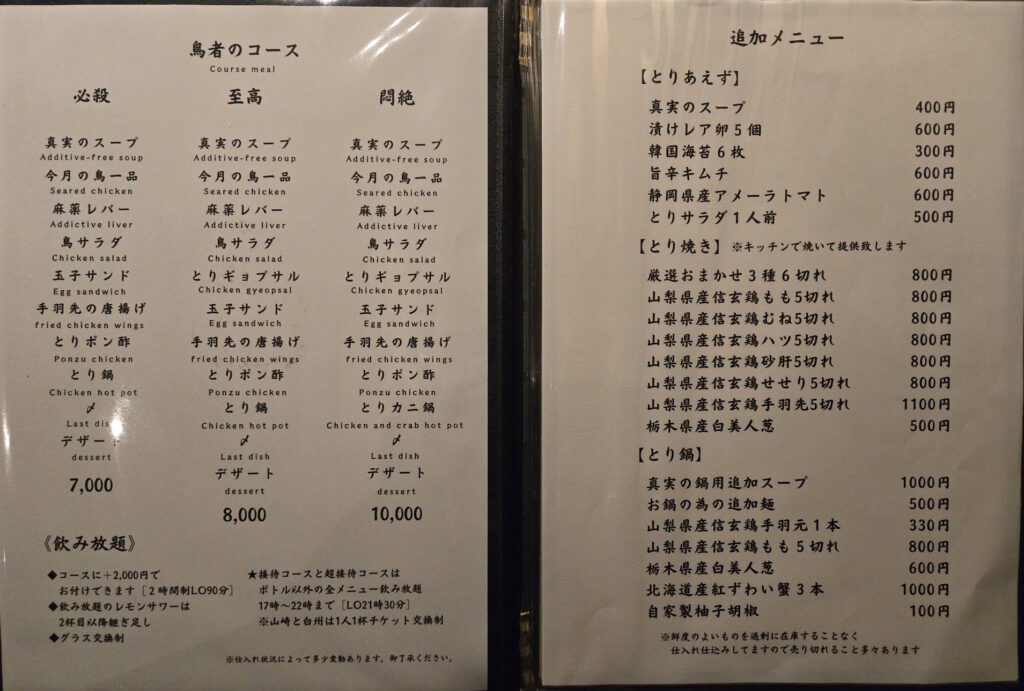 鳥者のコース
Course meal
必殺
真実のスープ
Additive-free soup
今月の鳥一品
Seared chicken
麻薬レバー
Addictive liver
鳥サラダ
Chicken salad
玉子サンド
Egg sandwich
手羽先の唐揚げ
fried chicken wings
とりポン酢
Ponzu chicken
とり鍋
Chicken hot pot
〆
Last dish
デザート
dessert
7,000
至高
真実のスープ
Additive-free soup
今月の鳥一品
Seared chicken
麻薬レバー
Addictive liver
鳥サラダ
Chicken salad
とりギョプサル
Chicken gyeopsal
玉子サンド
Egg sandwich
手羽先の唐揚げ
fried chicken wings
とりポン酢
Ponzu chicken
とり鍋
Chicken hot pot
〆
Last dish
デザート
dessert
8,000
悶絶
真実のスープ
Additive-free soup
今月の鳥一品
Seared chicken
麻薬レバー
Addictive liver
鳥サラダ
Chicken salad
とりギョプサル
Chicken gyeopsal
玉子サンド
Egg sandwich
手羽先の唐揚げ
fried chicken wings
とりポン酢
Ponzu chicken
とりカニ鍋
Chicken and crab hot pot
〆
Last dish
デザート
dessert
10,000
《飲み放題》
◆コースに+2,000円で
お付けできます［2時間制LO90分］
◆飲み放題のレモンサワーは
2杯目以降継ぎ足し
◆グラス交換制
★接待コースと超接待コースは
ボトル以外の全メニュー飲み放題
17時〜22時まで［LO21時30分］
※山崎と白州は1人1杯チケット交換制
※仕入れ状況によって多少変動あります。御了承ください。
追加メニュー
【とりあえず】
真実のスープ 400円
漬けレア卵5個 600円
韓国海苔6枚 300円
旨辛キムチ 600円
静岡県産アメーラトマト 600円
とりサラダ1人前 500円
【とり焼き】 ※キッチンで焼いて提供致します
厳選おまかせ3種6切れ 800円
山梨県産信玄鶏もも5切れ 800円
山梨県産信玄鶏むね5切れ 800円
山梨県産信玄鶏ハツ5切れ 800円
山梨県産信玄鶏砂肝5切れ 800円
山梨県産信玄鶏せせり5切れ 800円
山梨県産信玄鶏手羽先5切れ 1100円
栃木県産白美人葱 500円
【とり鍋】
真実の鍋用追加スープ 1000円
お鍋の為の追加麺 500円
山梨県産信玄鶏手羽元1本 330円
山梨県産信玄鶏もも5切れ 800円
栃木県産白美人葱 600円
北海道産紅ずわい蟹3本 1000円
自家製柚子胡椒 100円
※鮮度のよいものを過剰に在庫することなく
仕入れ仕込みしてますので売り切れること多々あります